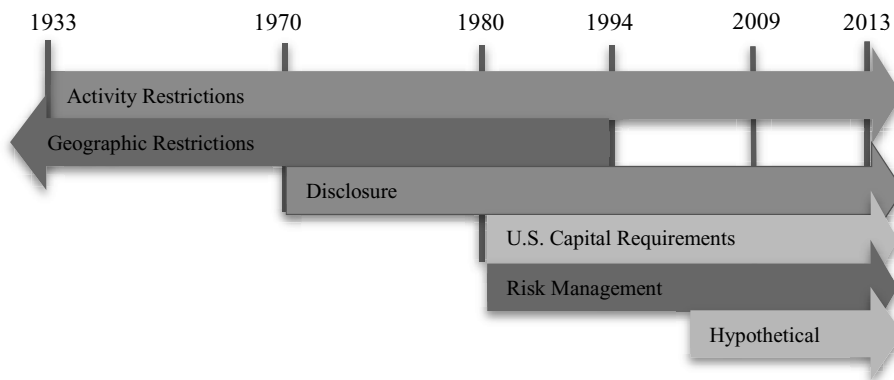 1933 1970 1980 1994 2009 2013
Activity Restrictions
Geographic Restrictions
Disclosure
U.S. Capital Requirements
Risk Management
Hypothetical